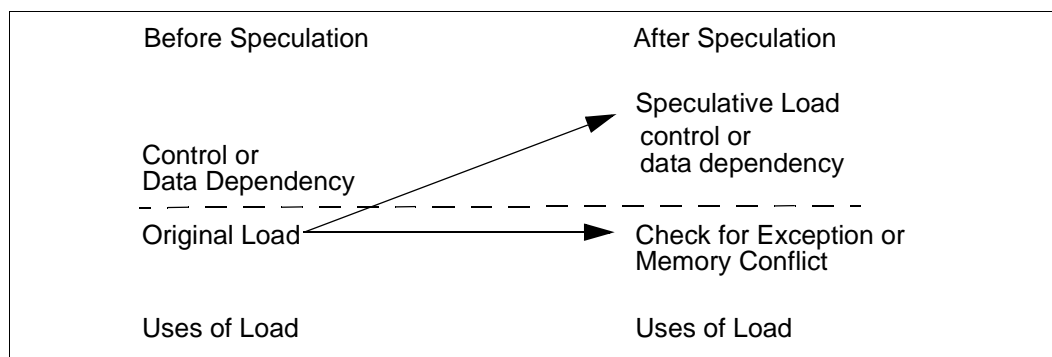 Before Speculation
After Speculation
Speculative Load
control or
data dependency
Control or
Data Dependency
Original Load
Check for Exception or
Memory Conflict
Uses of Load
Uses of Load